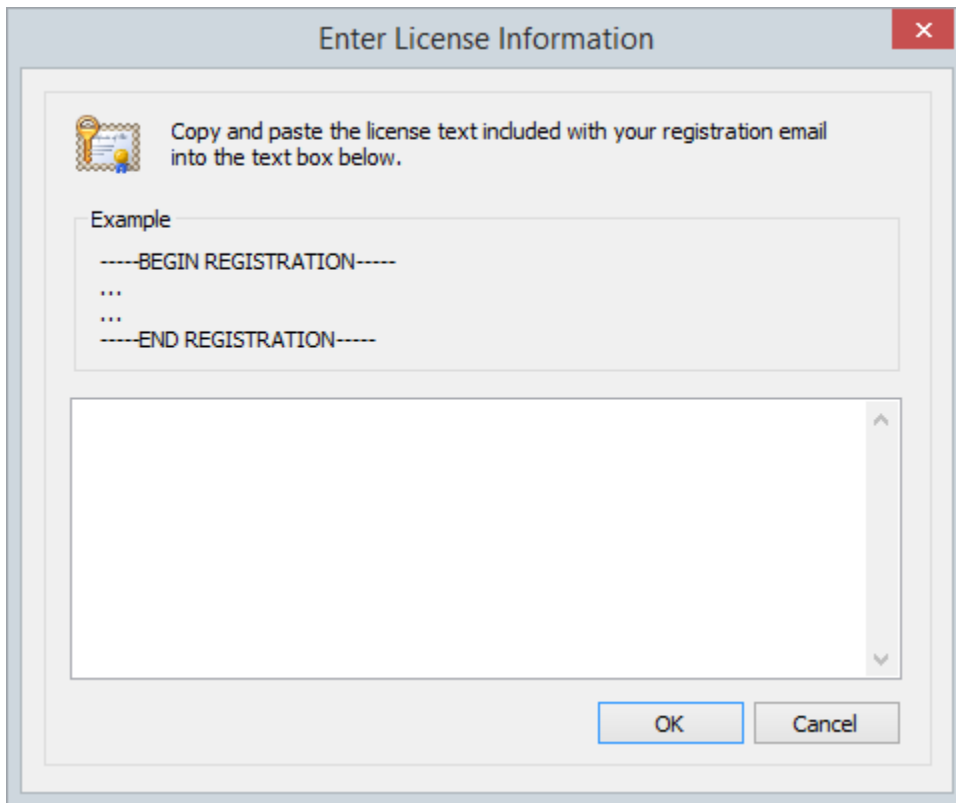 Enter License Information
Copy and paste the license text included with your registration email
into the text box below.
Example
-----BEGIN REGISTRATION-----
...
...
-----END REGISTRATION-----
OK
Cancel